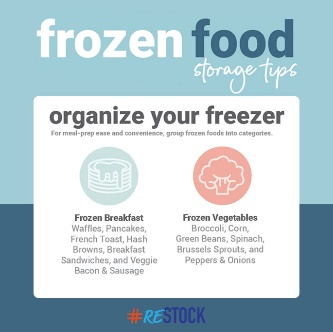 frozen food
storage tips
organize your freezer
For meal-prep ease and convenience, group frozen foods into categories.
Frozen Breakfast
Waffles, Pancakes,
French Toast, Hash
Browns, Breakfast
Sandwiches, and Veggie
Bacon & Sausage
Frozen Vegetables
Broccoli, Corn,
Green Beans, Spinach,
Brussels Sprouts, and
Peppers & Onions
#RESTOCK